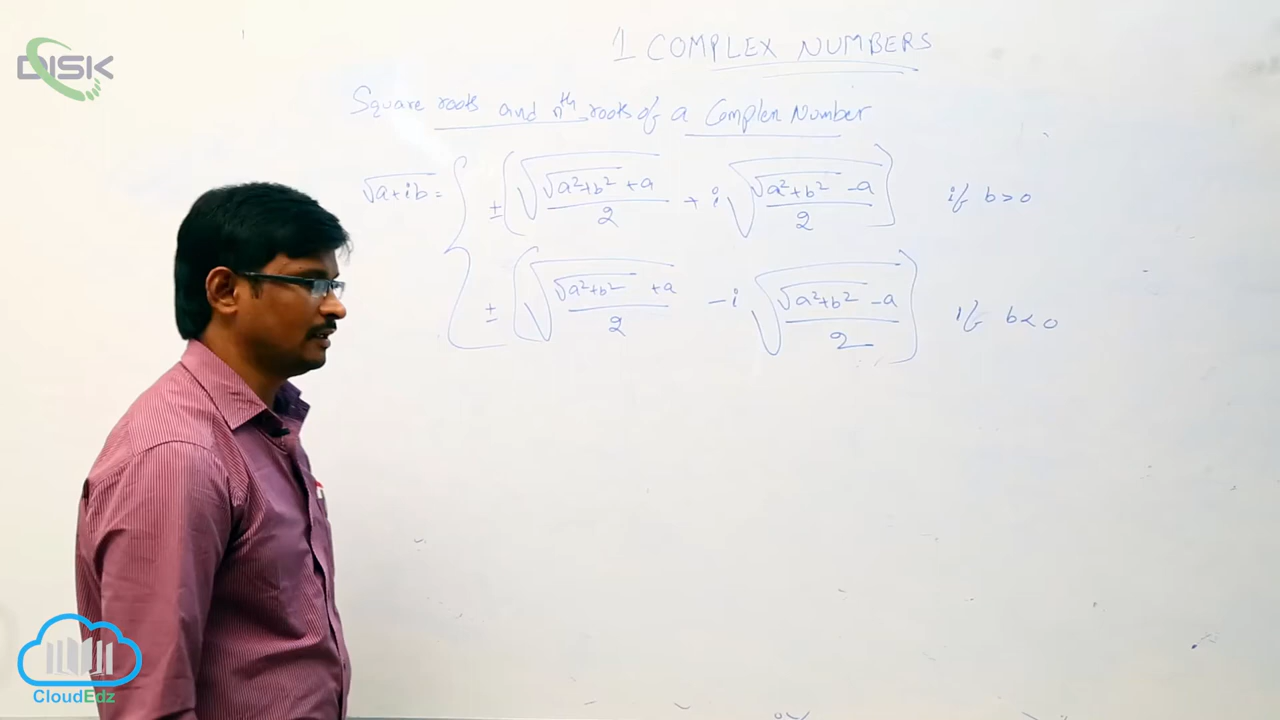 DISK
1 COMPLEX NUMBERS
Square roots and nth roots of a Complex Number
√a+ib = { ± ( √((√a²+b² +a)/2) + i √((√a²+b² -a)/2) ) if b>0
± ( √((√a²+b² +a)/2) - i √((√a²+b² -a)/2) ) if b<0
CloudEdz